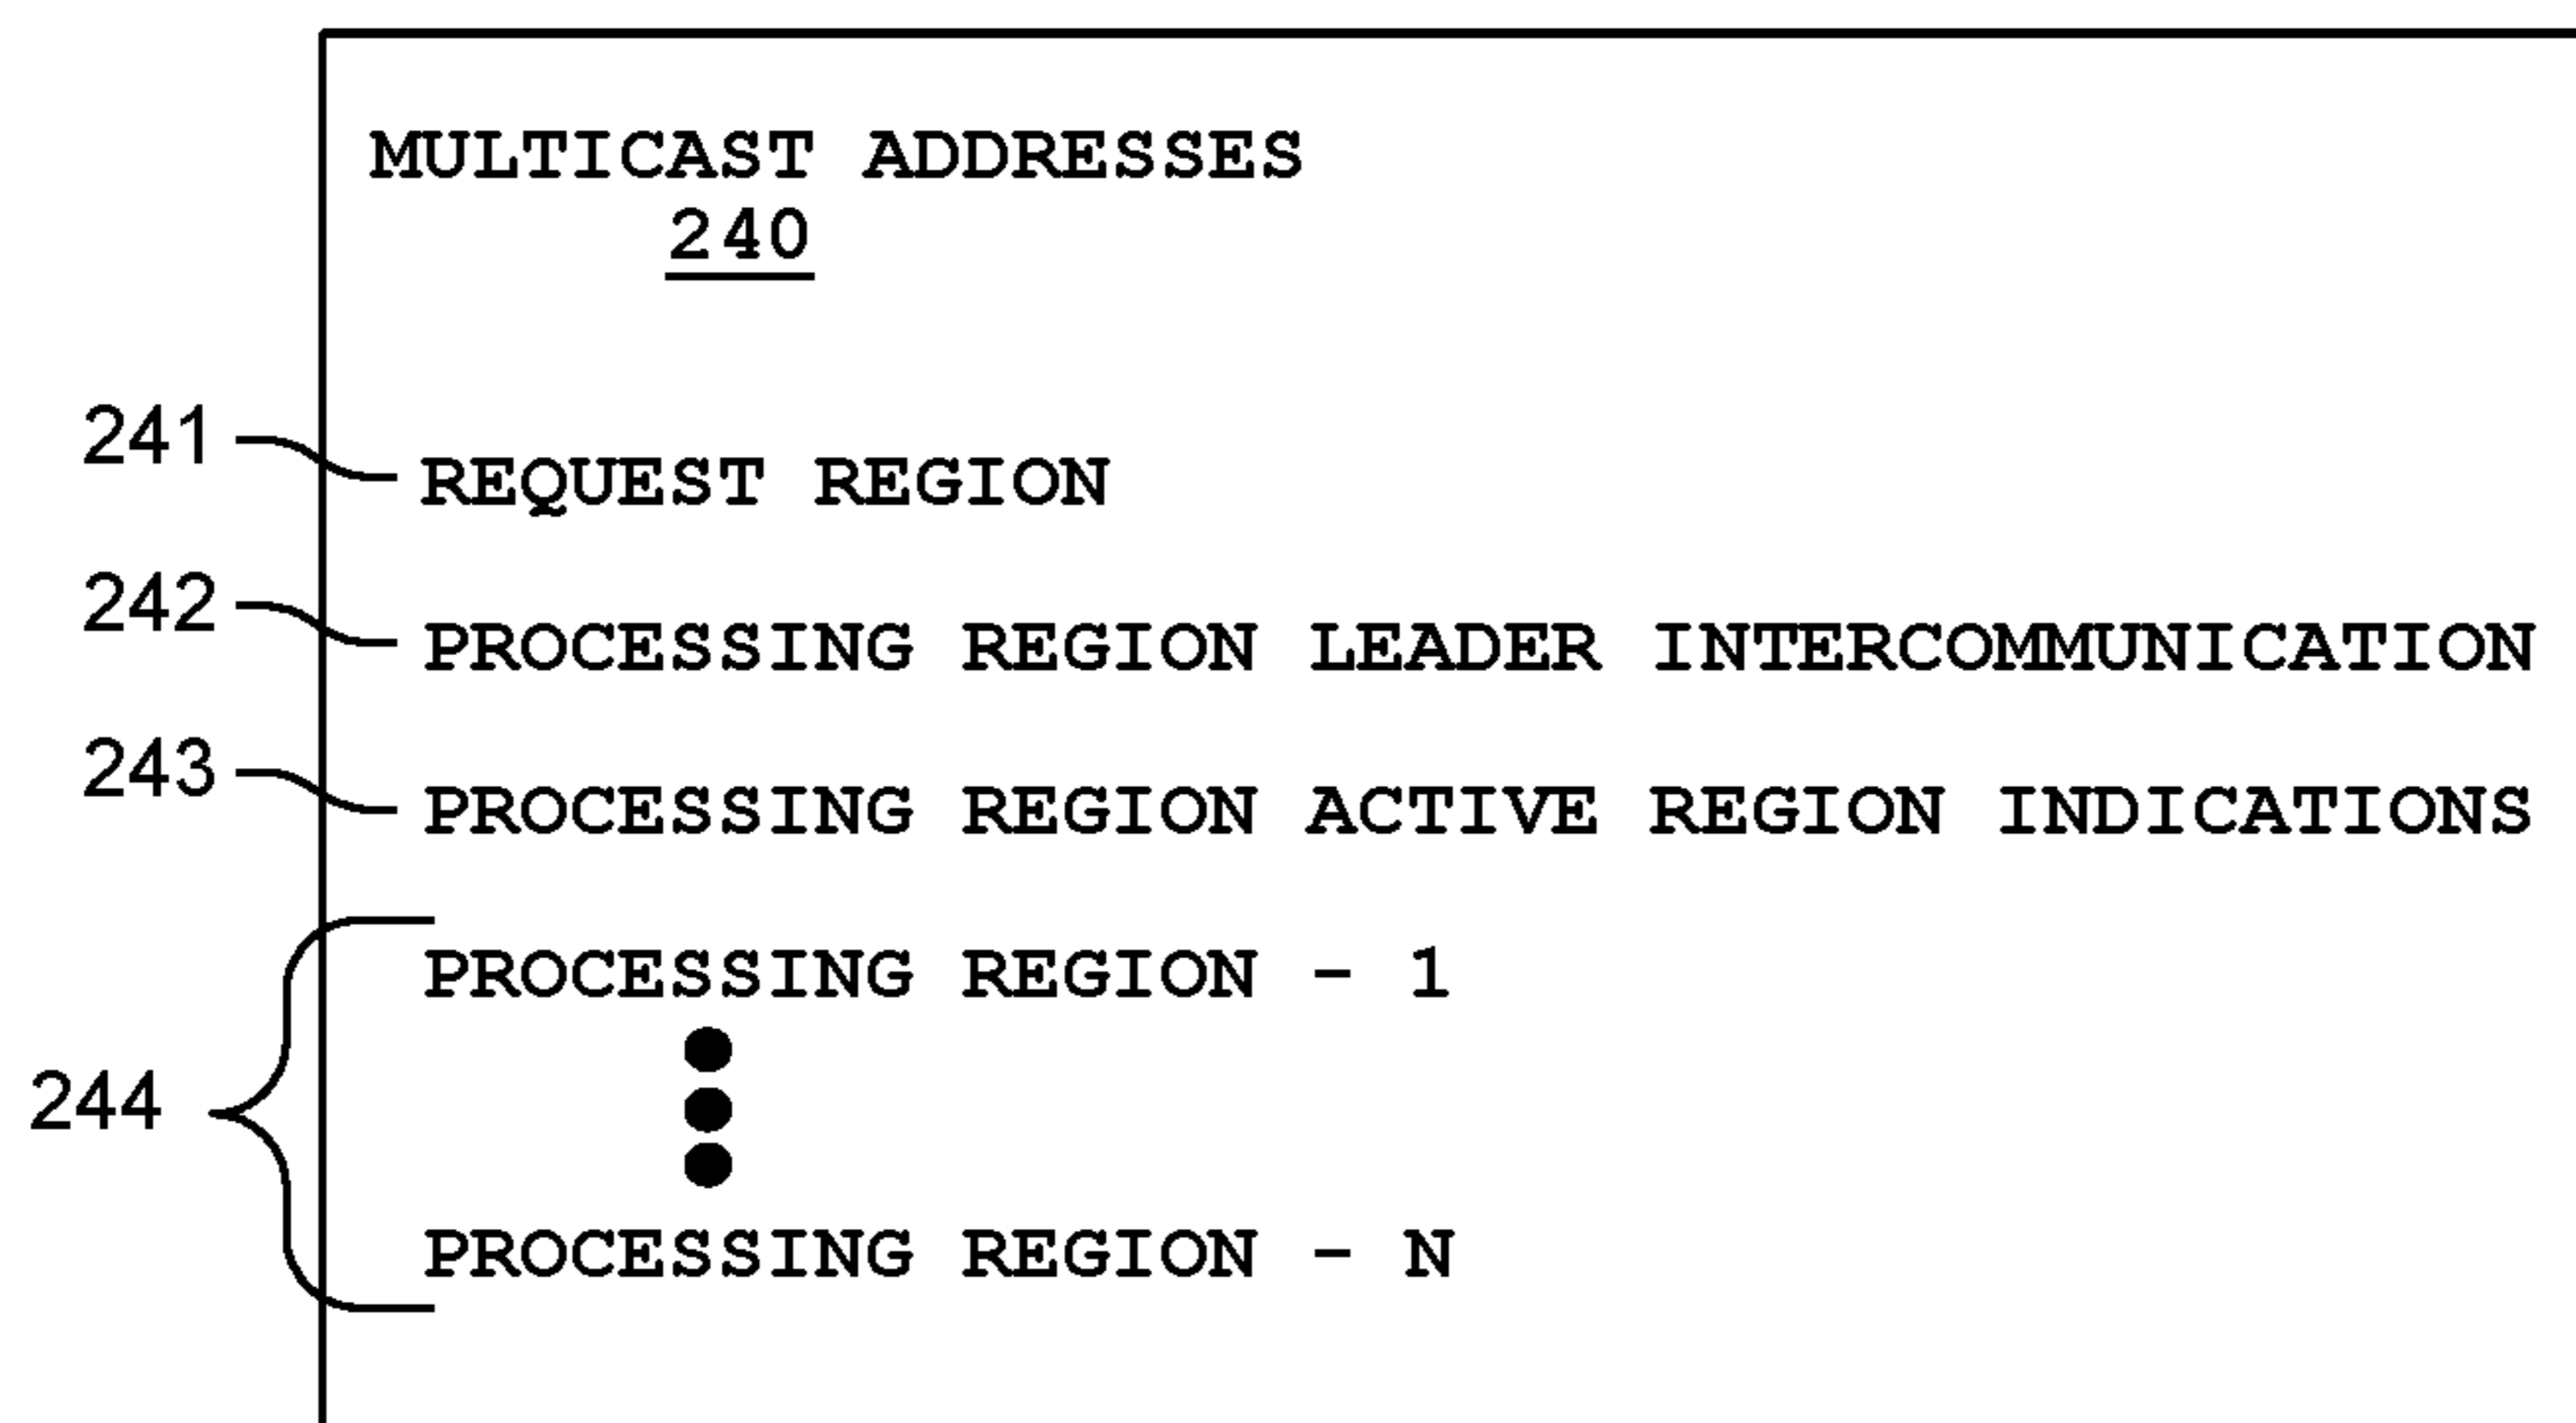 MULTICAST ADDRESSES
240
241 REQUEST REGION
242 PROCESSING REGION LEADER INTERCOMMUNICATION
243 PROCESSING REGION ACTIVE REGION INDICATIONS
PROCESSING REGION - 1
244
PROCESSING REGION - N